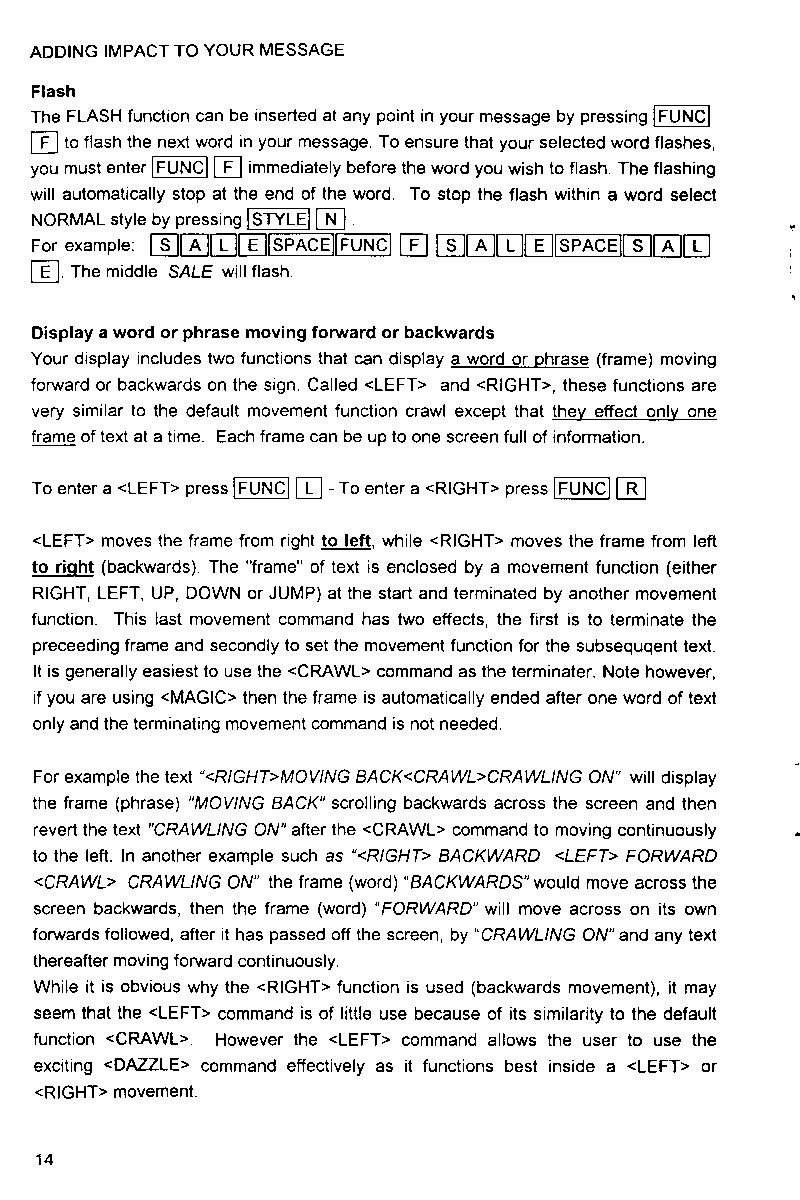 ADDING IMPACT TO YOUR MESSAGE
Flash
The FLASH function can be inserted at any point in your message by pressing FUNC
F to flash the next word in your message. To ensure that your selected word flashes,
you must enter FUNC F immediately before the word you wish to flash. The flashing
will automatically stop at the end of the word. To stop the flash within a word select
NORMAL style by pressing STYLE N .
For example: S A L E SPACE FUNC F S A L E SPACE S A L
E . The middle SALE will flash.
Display a word or phrase moving forward or backwards
Your display includes two functions that can display a word or phrase (frame) moving
forward or backwards on the sign. Called <LEFT> and <RIGHT>, these functions are
very similar to the default movement function crawl except that they effect only one
frame of text at a time. Each frame can be up to one screen full of information.
To enter a <LEFT> press FUNC L - To enter a <RIGHT> press FUNC R
<LEFT> moves the frame from right to left, while <RIGHT> moves the frame from left
to right (backwards). The "frame" of text is enclosed by a movement function (either
RIGHT, LEFT, UP, DOWN or JUMP) at the start and terminated by another movement
function. This last movement command has two effects, the first is to terminate the
preceeding frame and secondly to set the movement function for the subsequqent text.
It is generally easiest to use the <CRAWL> command as the terminater. Note however,
if you are using <MAGIC> then the frame is automatically ended after one word of text
only and the terminating movement command is not needed.
For example the text "<RIGHT>MOVING BACK<CRAWL>CRAWLING ON" will display
the frame (phrase) "MOVING BACK" scrolling backwards across the screen and then
revert the text "CRAWLING ON" after the <CRAWL> command to moving continuously
to the left. In another example such as "<RIGHT> BACKWARD <LEFT> FORWARD
<CRAWL> CRAWLING ON" the frame (word) "BACKWARDS" would move across the
screen backwards, then the frame (word) "FORWARD" will move across on its own
forwards followed, after it has passed off the screen, by "CRAWLING ON" and any text
thereafter moving forward continuously.
While it is obvious why the <RIGHT> function is used (backwards movement), it may
seem that the <LEFT> command is of little use because of its similarity to the default
function <CRAWL>. However the <LEFT> command allows the user to use the
exciting <DAZZLE> command effectively as it functions best inside a <LEFT> or
<RIGHT> movement.
14